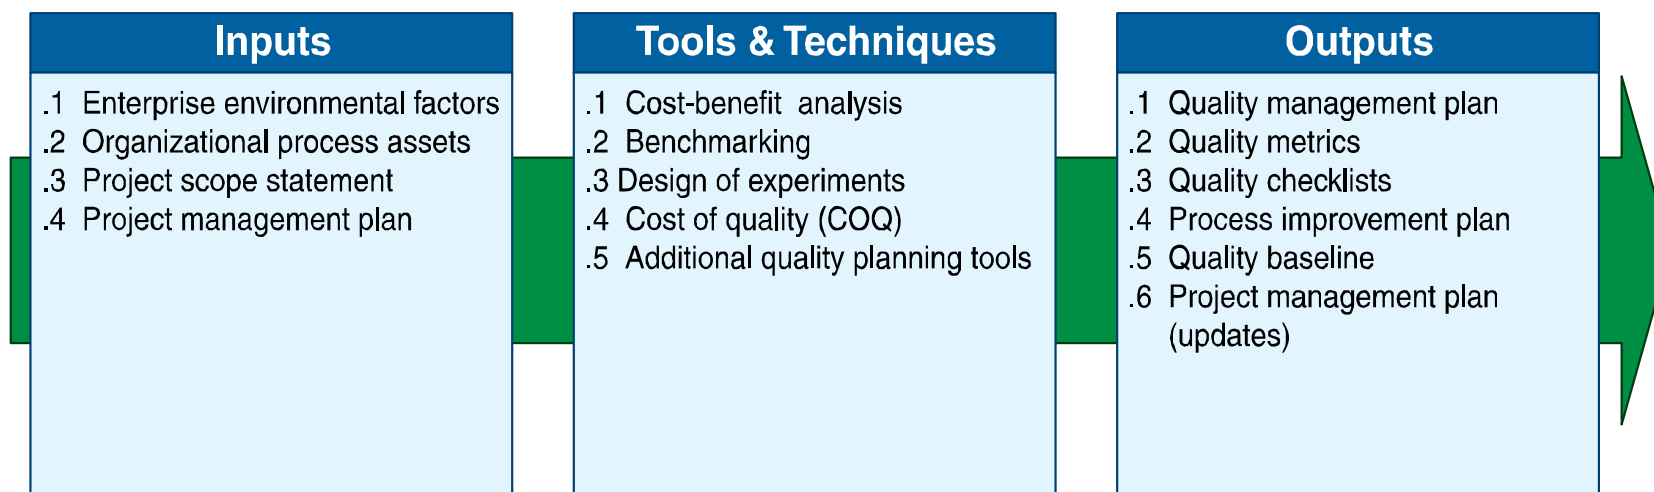 Inputs
.1 Enterprise environmental factors
.2 Organizational process assets
.3 Project scope statement
.4 Project management plan
Tools & Techniques
.1 Cost-benefit analysis
.2 Benchmarking
.3 Design of experiments
.4 Cost of quality (COQ)
.5 Additional quality planning tools
Outputs
.1 Quality management plan
.2 Quality metrics
.3 Quality checklists
.4 Process improvement plan
.5 Quality baseline
.6 Project management plan
(updates)